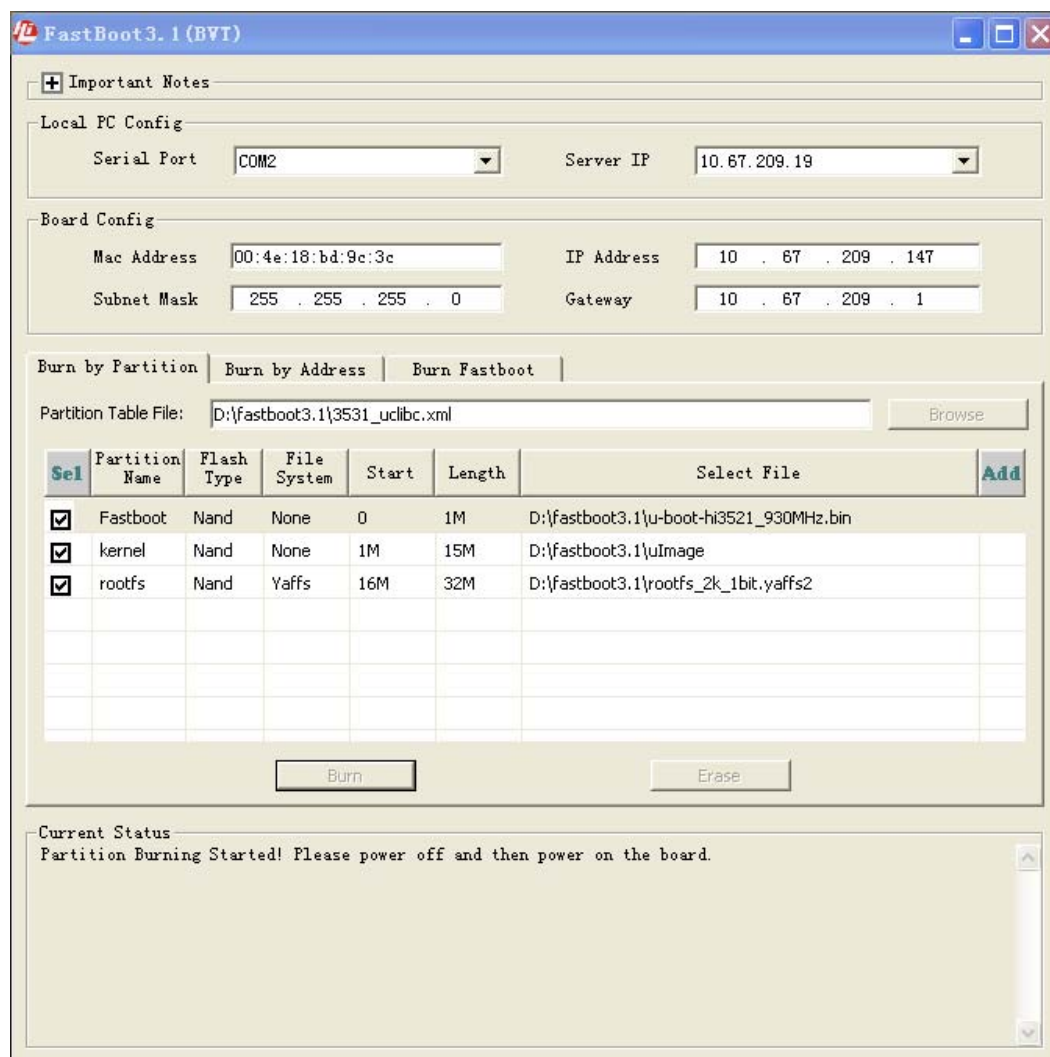 FastBoot3.1(BVT)
Important Notes
Local PC Config
Serial Port COM2 Server IP 10.67.209.19
Board Config
Mac Address 00:4e:18:bd:9c:3c IP Address 10 . 67 . 209 . 147
Subnet Mask 255 . 255 . 255 . 0 Gateway 10 . 67 . 209 . 1
Burn by Partition Burn by Address Burn Fastboot
Partition Table File: D:\fastboot3.1\3531_uclibc.xml Browse
Sel Partition Name Flash Type File System Start Length Select File Add
Fastboot Nand None 0 1M D:\fastboot3.1\u-boot-hi3521_930MHz.bin
kernel Nand None 1M 15M D:\fastboot3.1\uImage
rootfs Nand Yaffs 16M 32M D:\fastboot3.1\rootfs_2k_1bit.yaffs2
Burn Erase
Current Status
Partition Burning Started! Please power off and then power on the board.